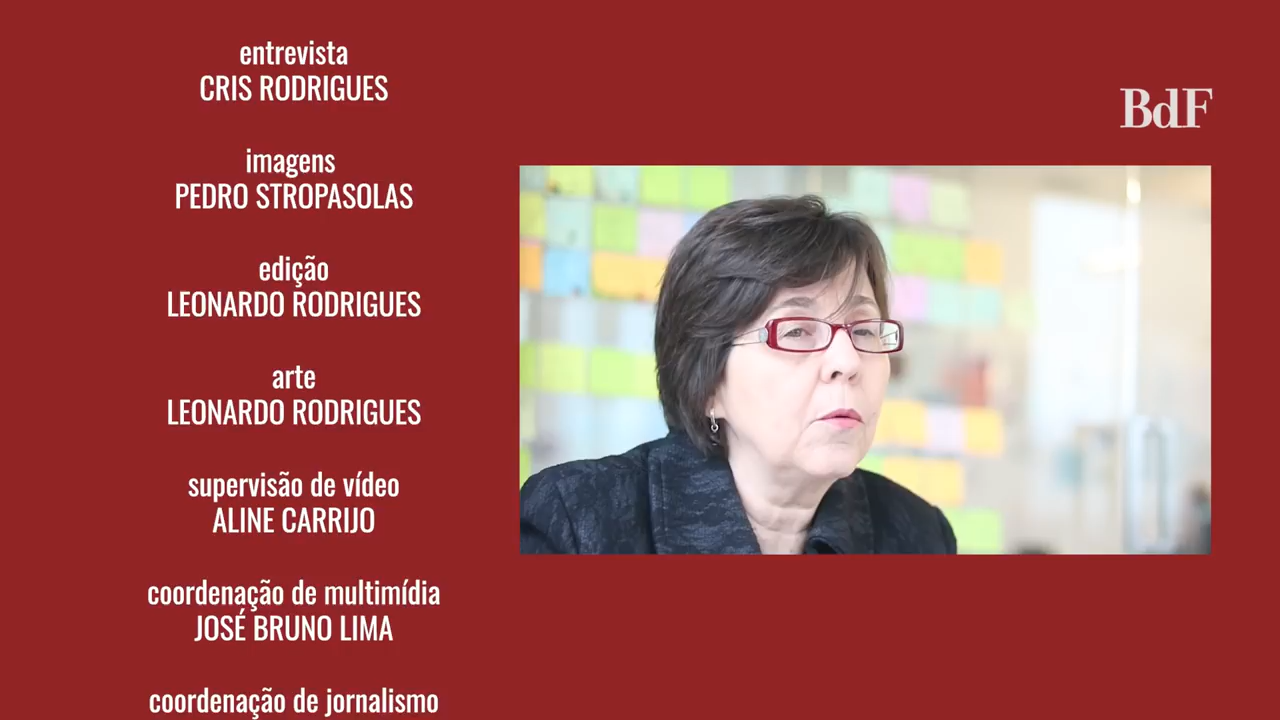 entrevista
CRIS RODRIGUES
imagens
PEDRO STROPASOLAS
edição
LEONARDO RODRIGUES
arte
LEONARDO RODRIGUES
supervisão de vídeo
ALINE CARRIJO
coordenação de multimídia
JOSÉ BRUNO LIMA
coordenação de jornalismo
BdF